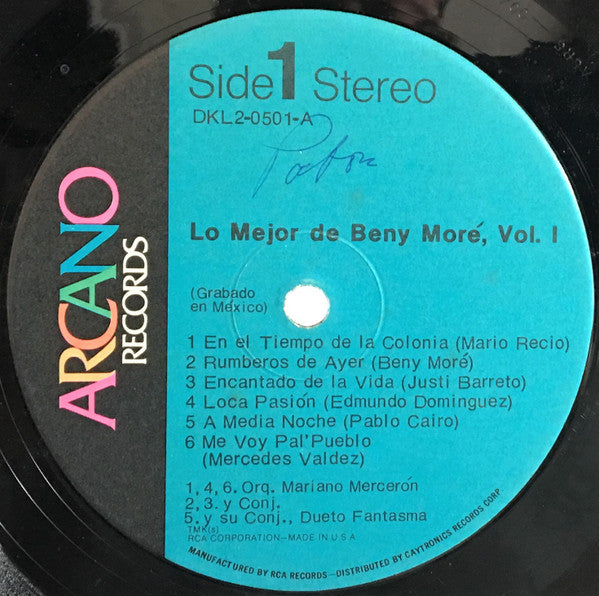 Side 1 Stereo
DKL2-0501-A
Lo Mejor de Beny Moré, Vol. I
(Grabado
en México)
1 En el Tiempo de la Colonia (Mario Recio)
2 Rumberos de Ayer (Beny Moré)
3 Encantado de la Vida (Justi Barreto)
4 Loca Pasión (Edmundo Dominguez)
5 A Media Noche (Pablo Cairo)
6 Me Voy Pal' Pueblo
(Mercedes Valdez)
1, 4, 6. Orq. Mariano Mercerón
2, 3. y Conj.
5. y su Conj., Dueto Fantasma
TMK(s)
RCA CORPORATION—MADE IN U.S.A
MANUFACTURED BY RCA RECORDS—DISTRIBUTED BY CAYTRONICS RECORDS CORP.
ARCANO
RECORDS